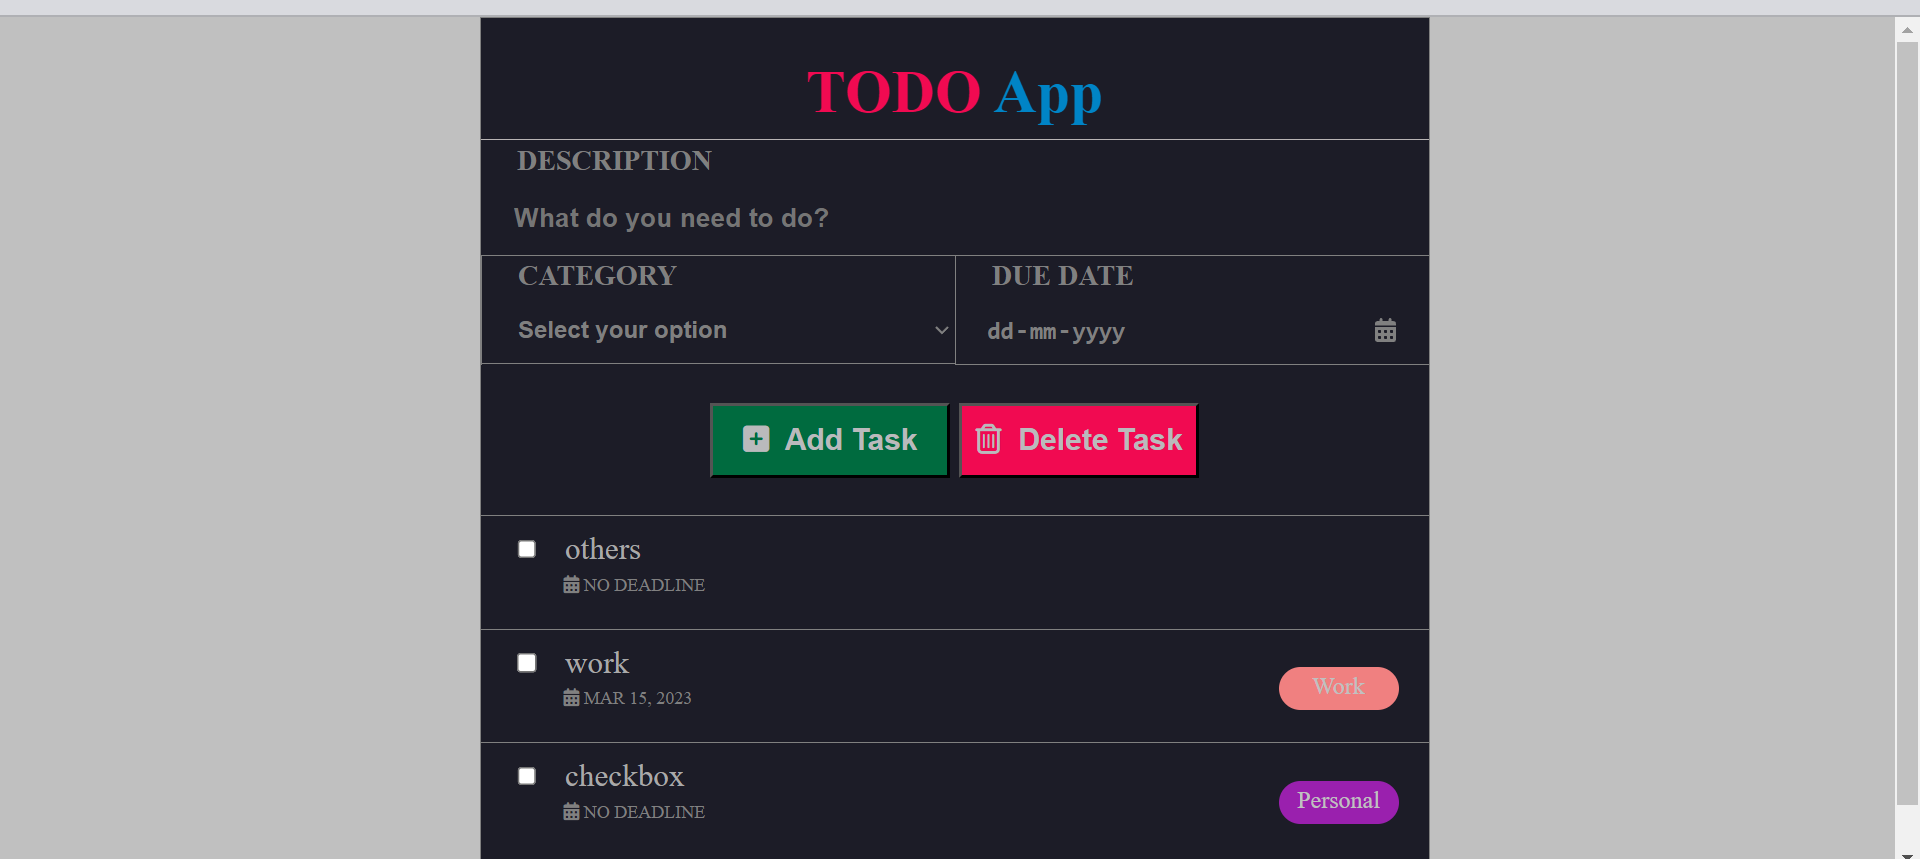 TODO App
DESCRIPTION
What do you need to do?
CATEGORY
Select your option
DUE DATE
dd-mm-yyyy
Add Task
Delete Task
others
NO DEADLINE
work
MAR 15, 2023
Work
checkbox
NO DEADLINE
Personal